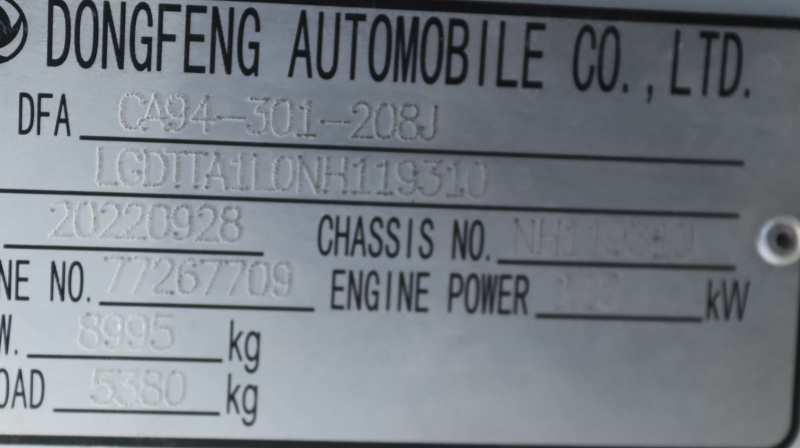 DONGFENG AUTOMOBILE CO., LTD.
DFA CA94-301-208J
LGDTTA1L0NH119310
20220928 CHASSIS NO. NH119310
NE NO. 77267709 ENGINE POWER kW
W. 8995 kg
OAD 5380 kg